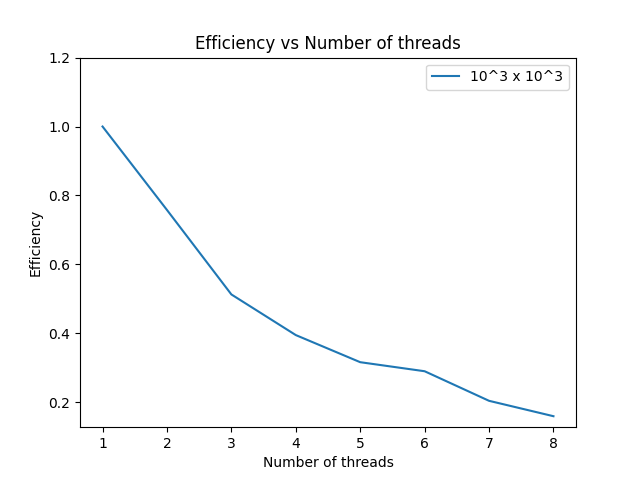 Efficiency vs Number of threads
10^3 x 10^3
1.2
1.0
0.8
0.6
0.4
0.2
Efficiency
1 2 3 4 5 6 7 8
Number of threads